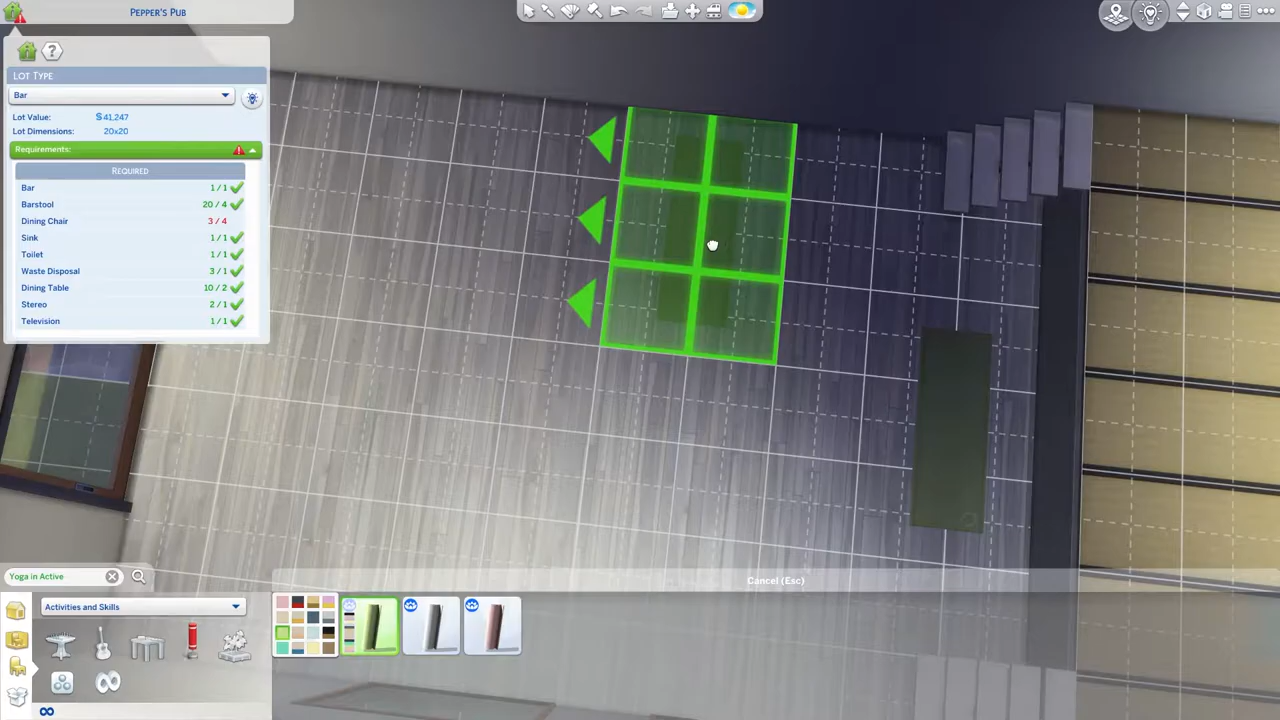 PEPPER'S PUB
LOT TYPE
Bar
Lot Value: §41,247
Lot Dimensions: 20x20
Requirements:
REQUIRED
Bar 1/1
Barstool 20/4
Dining Chair 3/4
Sink 1/1
Toilet 1/1
Waste Disposal 3/1
Dining Table 10/2
Stereo 2/1
Television 1/1
Cancel (Esc)
Yoga in Active
Activities and Skills